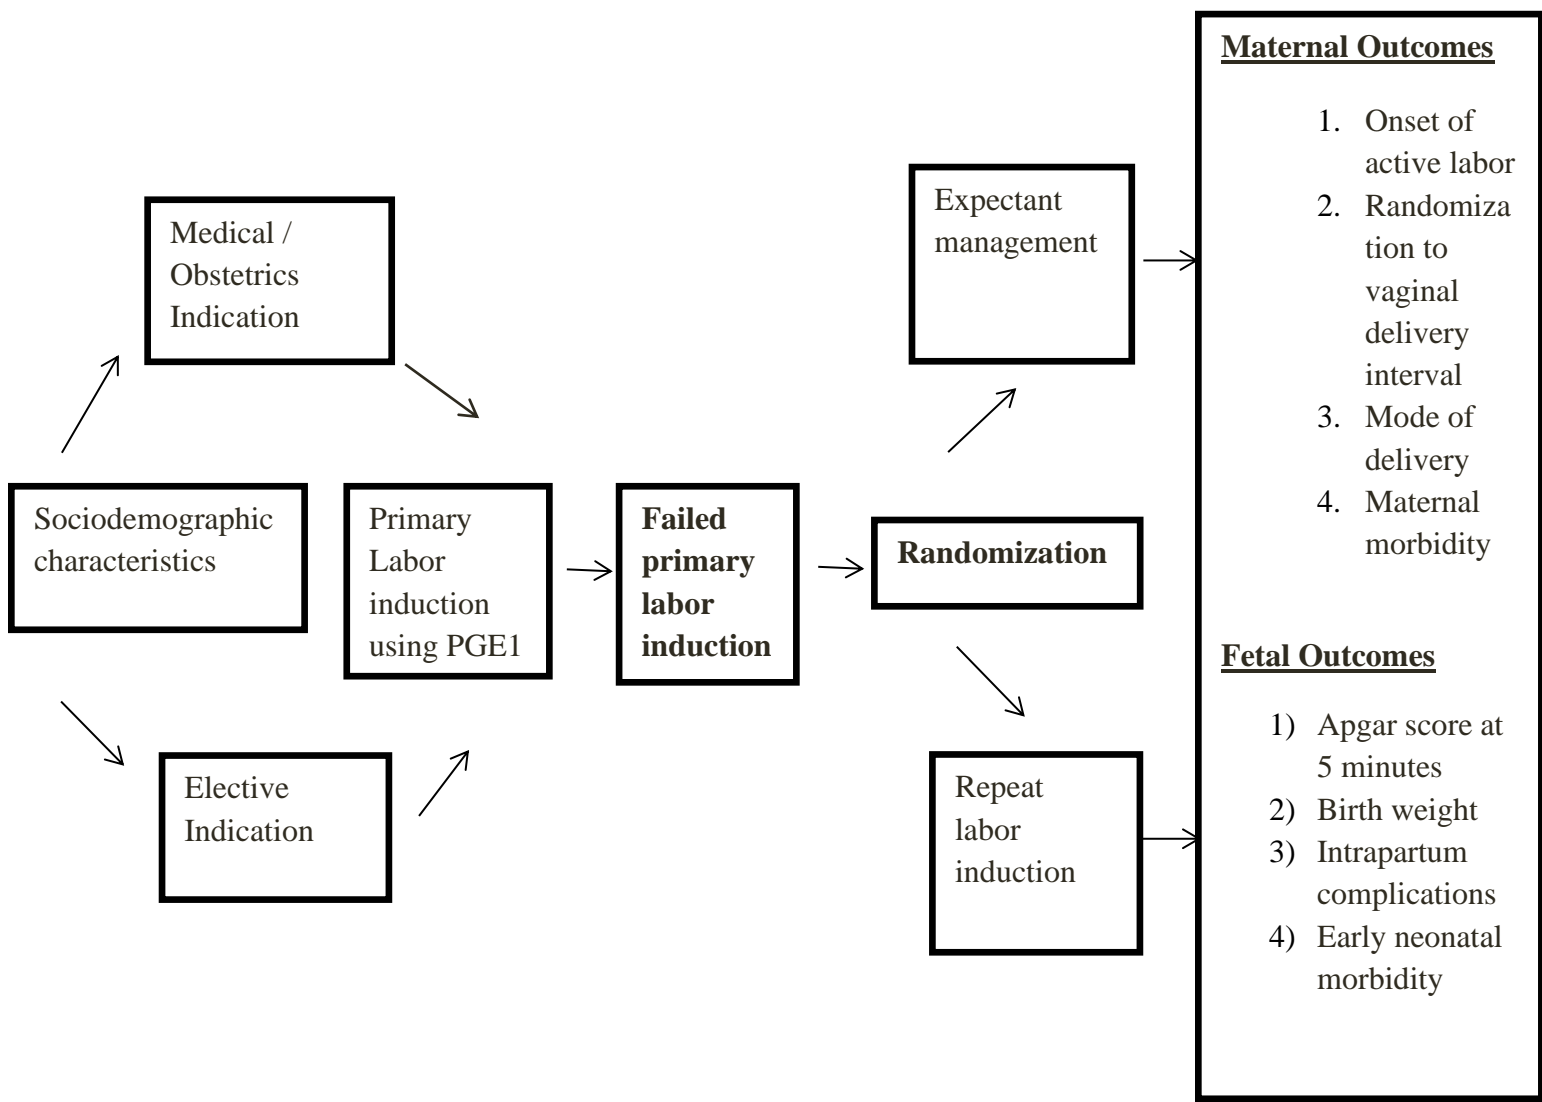 Medical /
Obstetrics
Indication
Sociodemographic
characteristics
Elective
Indication
Primary
Labor
induction
using PGE1
Failed
primary
labor
induction
Randomization
Expectant
management
Repeat
labor
induction
Maternal Outcomes
1. Onset of
active labor
2. Randomiza
tion to
vaginal
delivery
interval
3. Mode of
delivery
4. Maternal
morbidity
Fetal Outcomes
1) Apgar score at
5 minutes
2) Birth weight
3) Intrapartum
complications
4) Early neonatal
morbidity